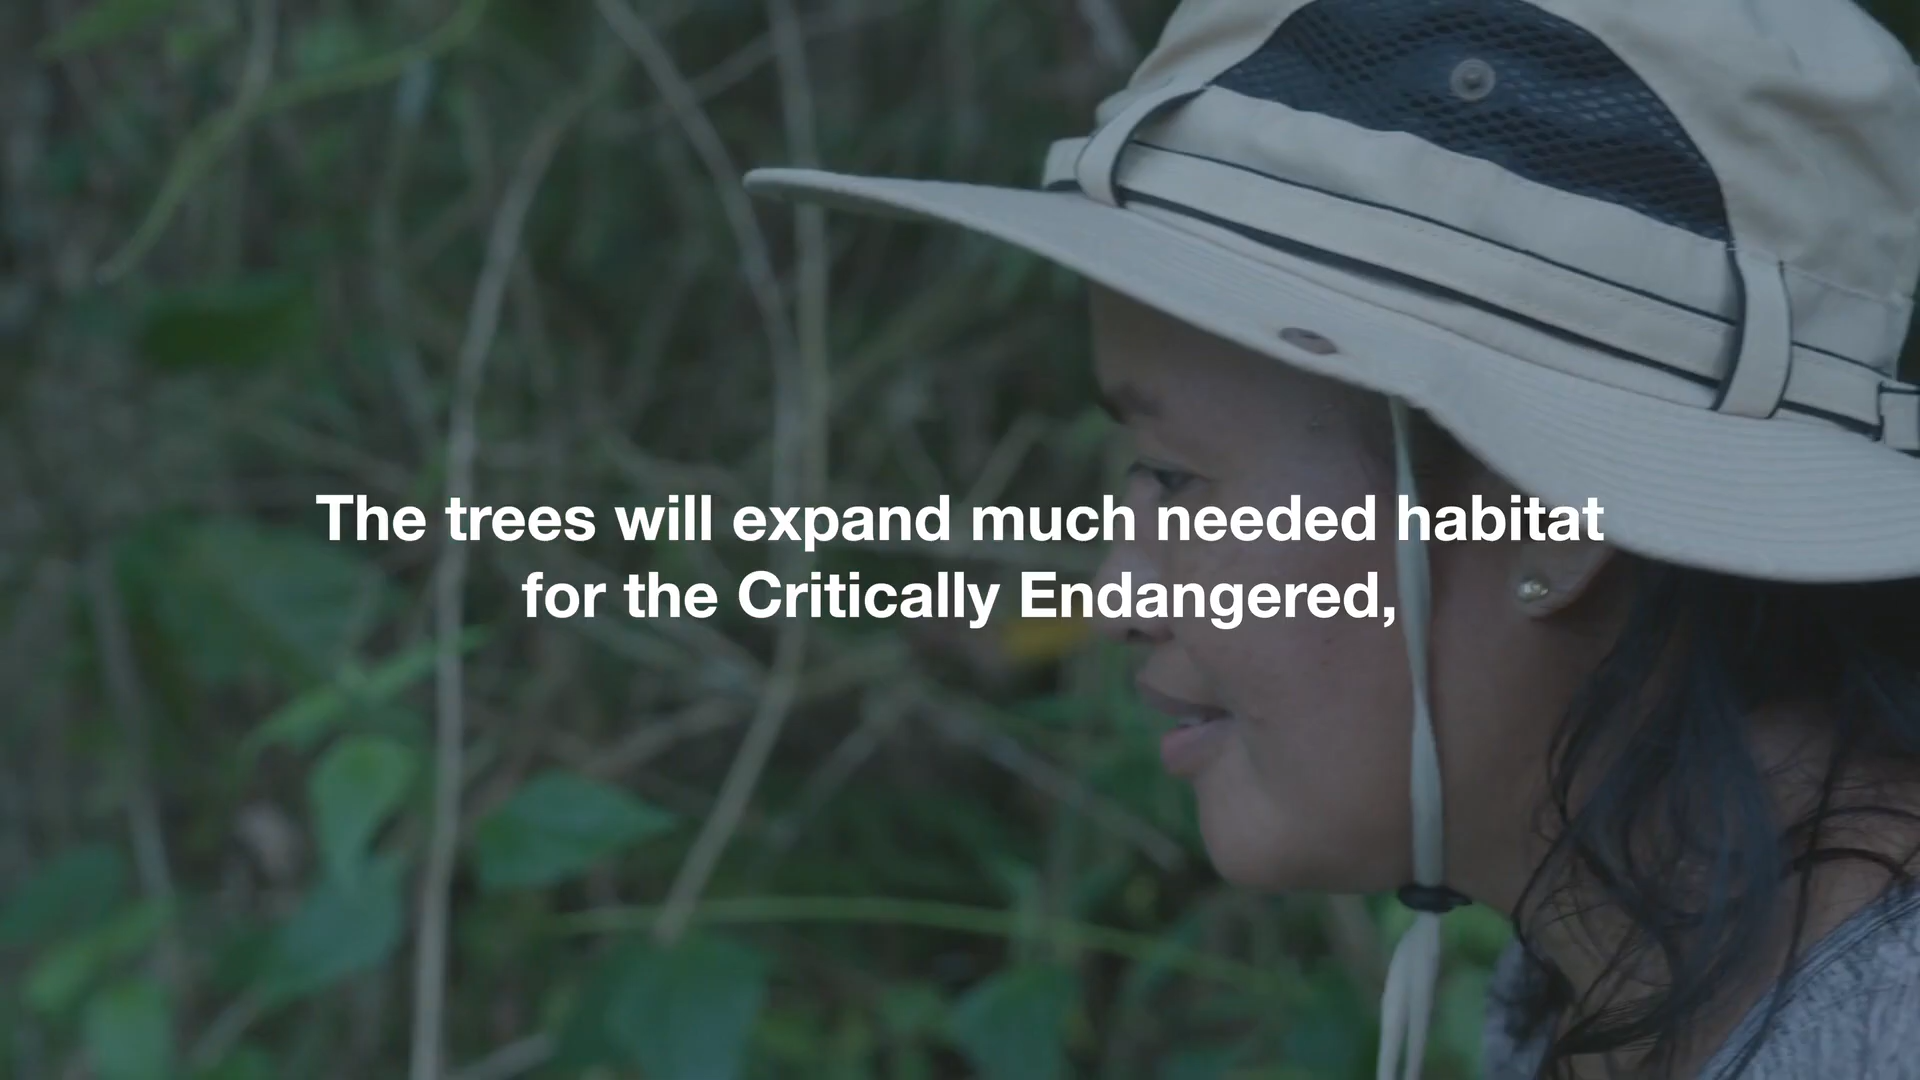 The trees will expand much needed habitat
for the Critically Endangered,